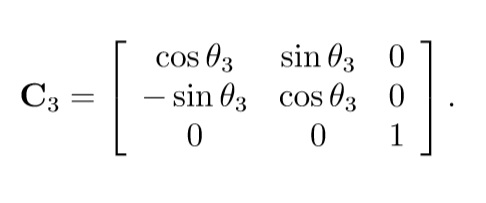 C₃ = [ cos θ₃ sin θ₃ 0
− sin θ₃ cos θ₃ 0
0 0 1 ] .